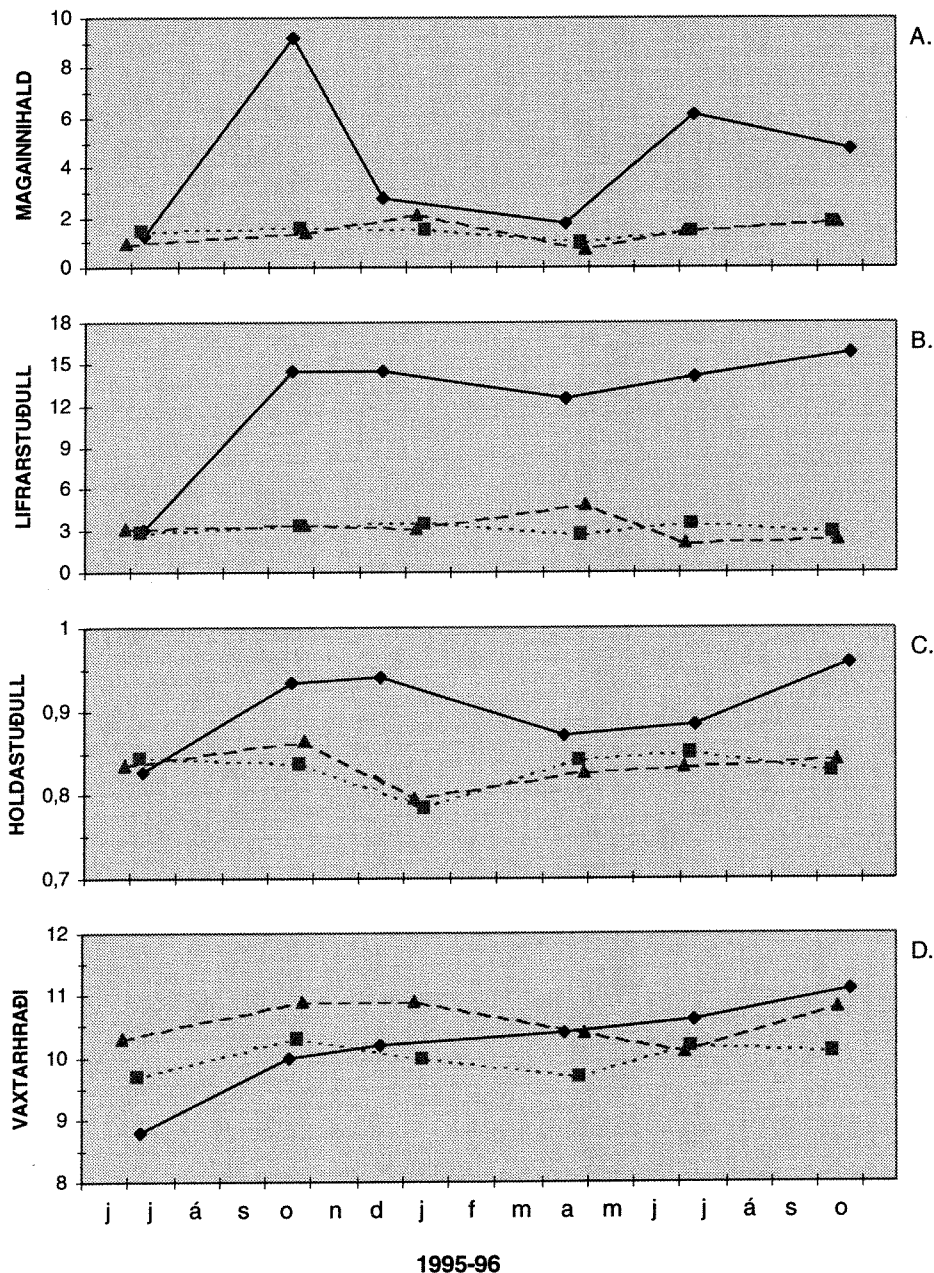 A.
MAGAINNIHALD
10
8
6
4
2
0
B.
LIFRARSTUÐULL
18
15
12
9
6
3
0
C.
HOLDASTUÐULL
1
0,9
0,8
0,7
D.
VAXTARHRAÐI
12
11
10
9
8
j j á s o n d j f m a m j j á s o
1995-96